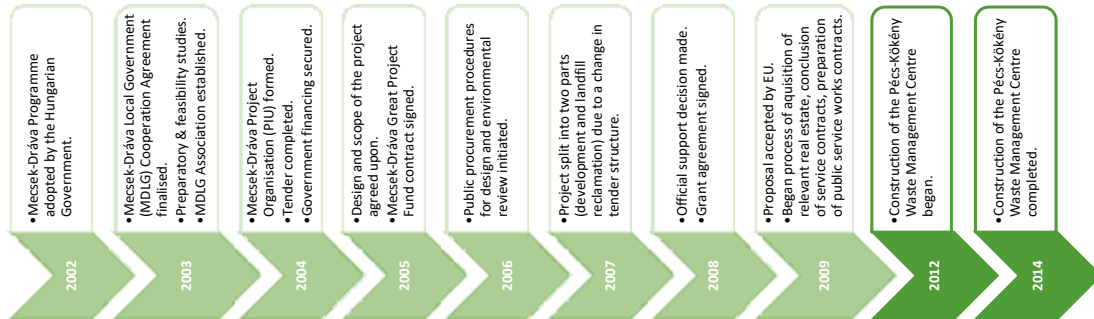 2002
•Mecsek-Dráva Programme
adopted by the Hungarian
Government.
2003
•Mecsek-Dráva Local Government
(MDLG) Cooperation Agreement
finalised.
•Preparatory & feasibility studies.
•MDLG Association established.
2004
•Mecsek-Dráva Project
Organisation (PIU) formed.
•Tender completed.
•Government financing secured.
2005
•Design and scope of the project
agreed upon.
•Mecsek-Dráva Great Project
Fund contract signed.
2006
•Public procurement procedures
for design and environmental
review initiated.
2007
•Project split into two parts
(development and landfill
reclamation) due to a change in
tender structure.
2008
•Official support decision made.
•Grant agreement signed.
2009
•Proposal accepted by EU.
•Began process of aquisition of
relevant real estate, conclusion
of service contracts, preparation
of public service works contracts.
2012
•Construction of the Pécs-Kökény
Waste Management Centre
began.
2014
•Construction of the Pécs-Kökény
Waste Management Centre
completed.